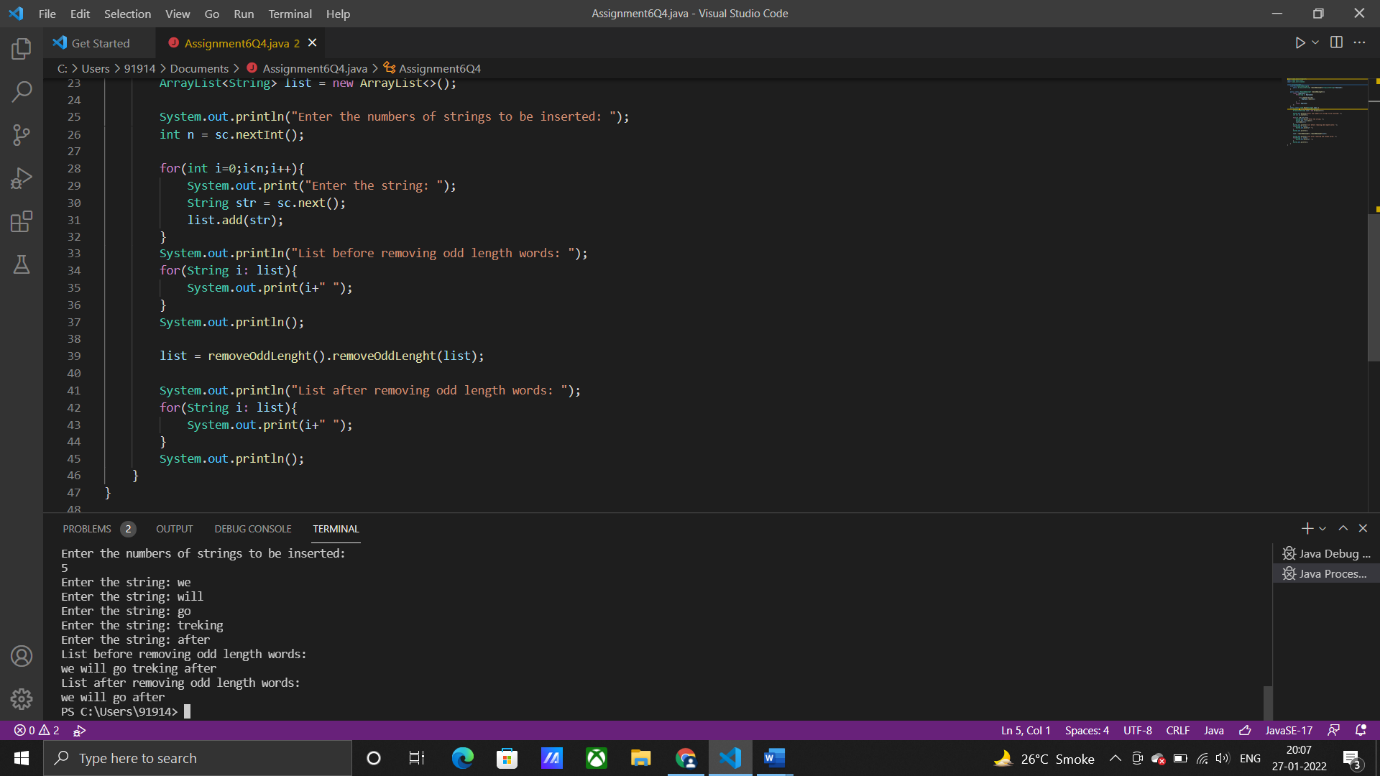 File Edit Selection View Go Run Terminal Help Assignment6Q4.java - Visual Studio Code
Get Started Assignment6Q4.java 2
C: > Users > 91914 > Documents > Assignment6Q4.java > Assignment6Q4
23 ArrayList<String> list = new ArrayList<>();
24
25 System.out.println("Enter the numbers of strings to be inserted: ");
26 int n = sc.nextInt();
27
28 for(int i=0;i<n;i++){
29 System.out.print("Enter the string: ");
30 String str = sc.next();
31 list.add(str);
32 }
33 System.out.println("List before removing odd length words: ");
34 for(String i: list){
35 System.out.print(i+" ");
36 }
37 System.out.println();
38
39 list = removeOddLenght().removeOddLenght(list);
40
41 System.out.println("List after removing odd length words: ");
42 for(String i: list){
43 System.out.print(i+" ");
44 }
45 System.out.println();
46 }
47 }
48
PROBLEMS 2 OUTPUT DEBUG CONSOLE TERMINAL
Enter the numbers of strings to be inserted:
5
Enter the string: we
Enter the string: will
Enter the string: go
Enter the string: treking
Enter the string: after
List before removing odd length words:
we will go treking after
List after removing odd length words:
we will go after
PS C:\Users\91914>
Java Debug ...
Java Proces...
0 2 Ln 5, Col 1 Spaces: 4 UTF-8 CRLF Java JavaSE-17
Type here to search 26°C Smoke ENG 20:07
27-01-2022 3